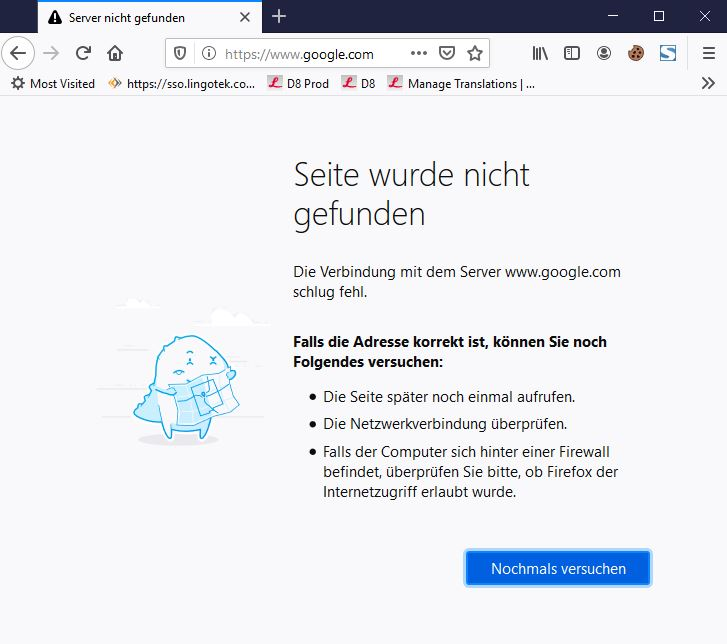 Server nicht gefunden
https://www.google.com
Most Visited https://sso.lingotek.co... D8 Prod D8 Manage Translations | ...
Seite wurde nicht
gefunden
Die Verbindung mit dem Server www.google.com
schlug fehl.
Falls die Adresse korrekt ist, können Sie noch
Folgendes versuchen:
Die Seite später noch einmal aufrufen.
Die Netzwerkverbindung überprüfen.
Falls der Computer sich hinter einer Firewall
befindet, überprüfen Sie bitte, ob Firefox der
Internetzugriff erlaubt wurde.
Nochmals versuchen